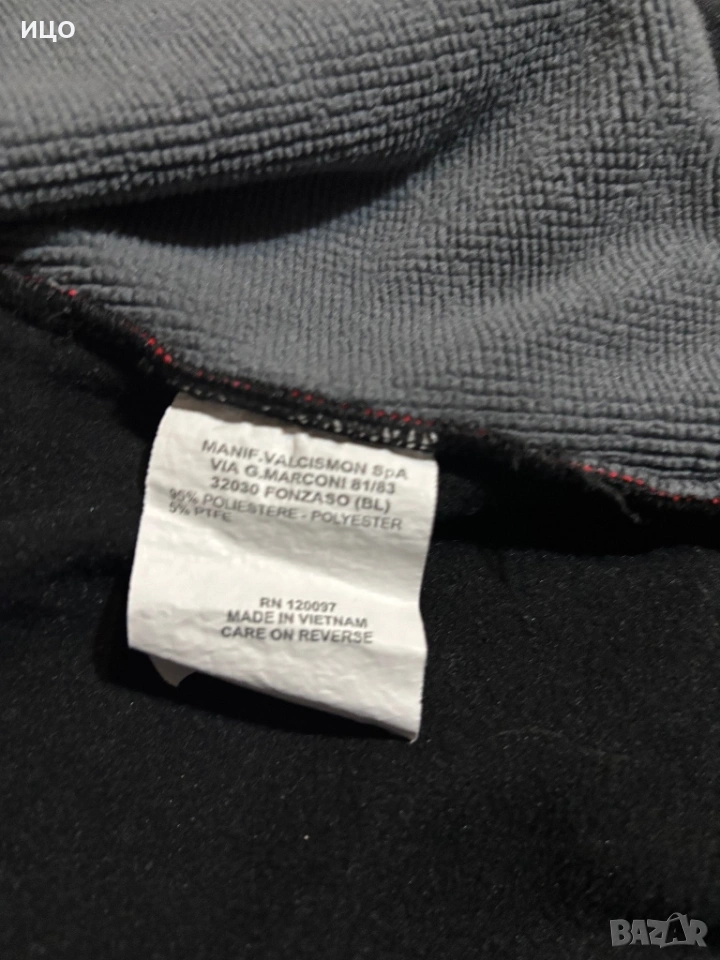 ицо
MANIF.VALCISMON SpA
VIA G.MARCONI 81/83
32030 FONZASO (BL)
95% POLIESTERE - POLYESTER
5% PTFE
RN 120097
MADE IN VIETNAM
CARE ON REVERSE
BAZAR